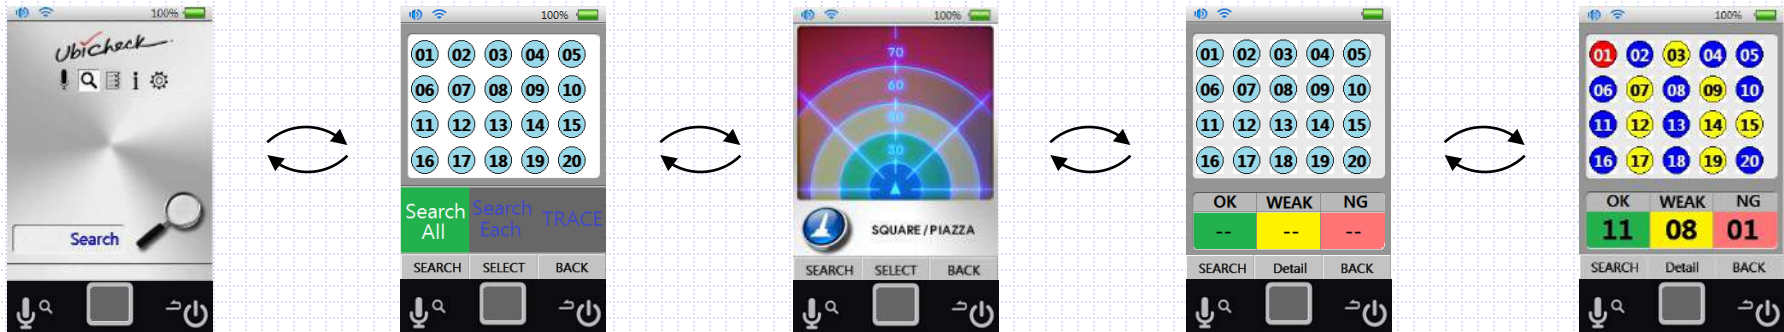 100%
Ubicheck
Search
100%
01 02 03 04 05
06 07 08 09 10
11 12 13 14 15
16 17 18 19 20
Search All
Search Each
TRACE
SEARCH SELECT BACK
100%
70
60
30
SQUARE / PIAZZA
SEARCH SELECT BACK
01 02 03 04 05
06 07 08 09 10
11 12 13 14 15
16 17 18 19 20
OK WEAK NG
-- -- --
SEARCH Detail BACK
100%
01 02 03 04 05
06 07 08 09 10
11 12 13 14 15
16 17 18 19 20
OK WEAK NG
11 08 01
SEARCH Detail BACK